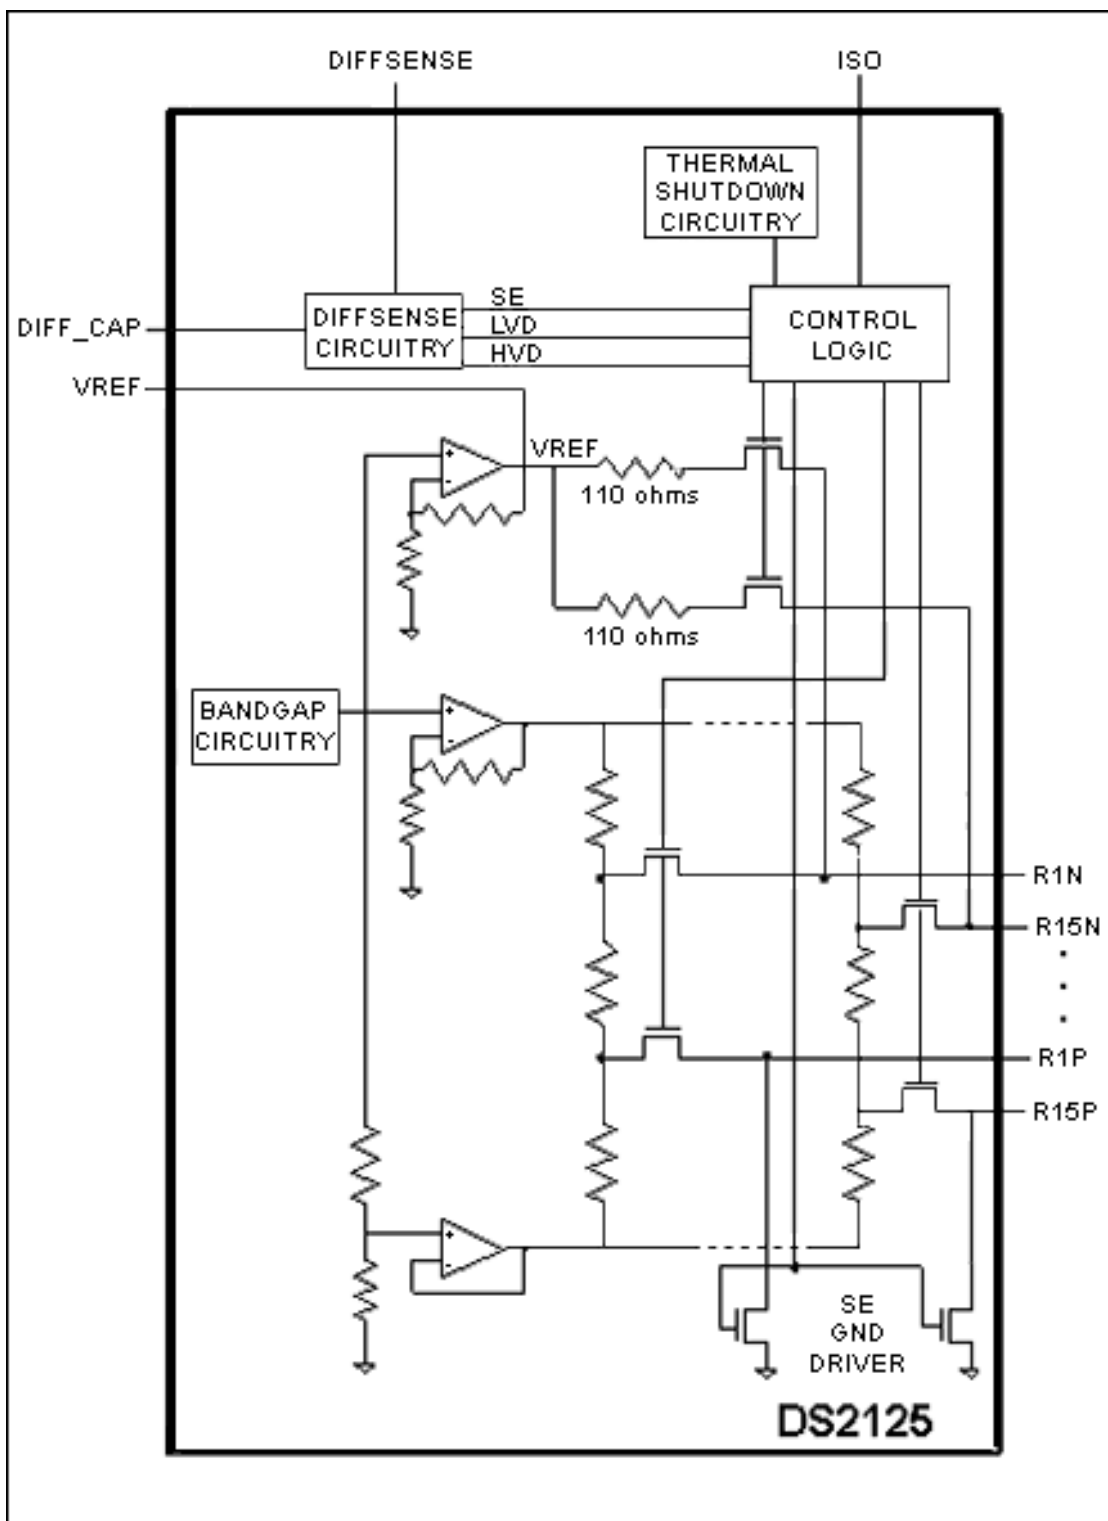 DIFFSENSE
ISO
THERMAL
SHUTDOWN
CIRCUITRY
SE
DIFF_CAP
DIFFSENSE
CIRCUITRY
LVD
HVD
CONTROL
LOGIC
VREF
+
-
VREF
110 ohms
110 ohms
BANDGAP
CIRCUITRY
+
-
R1N
R15N
R1P
R15P
+
-
SE
GND
DRIVER
DS2125